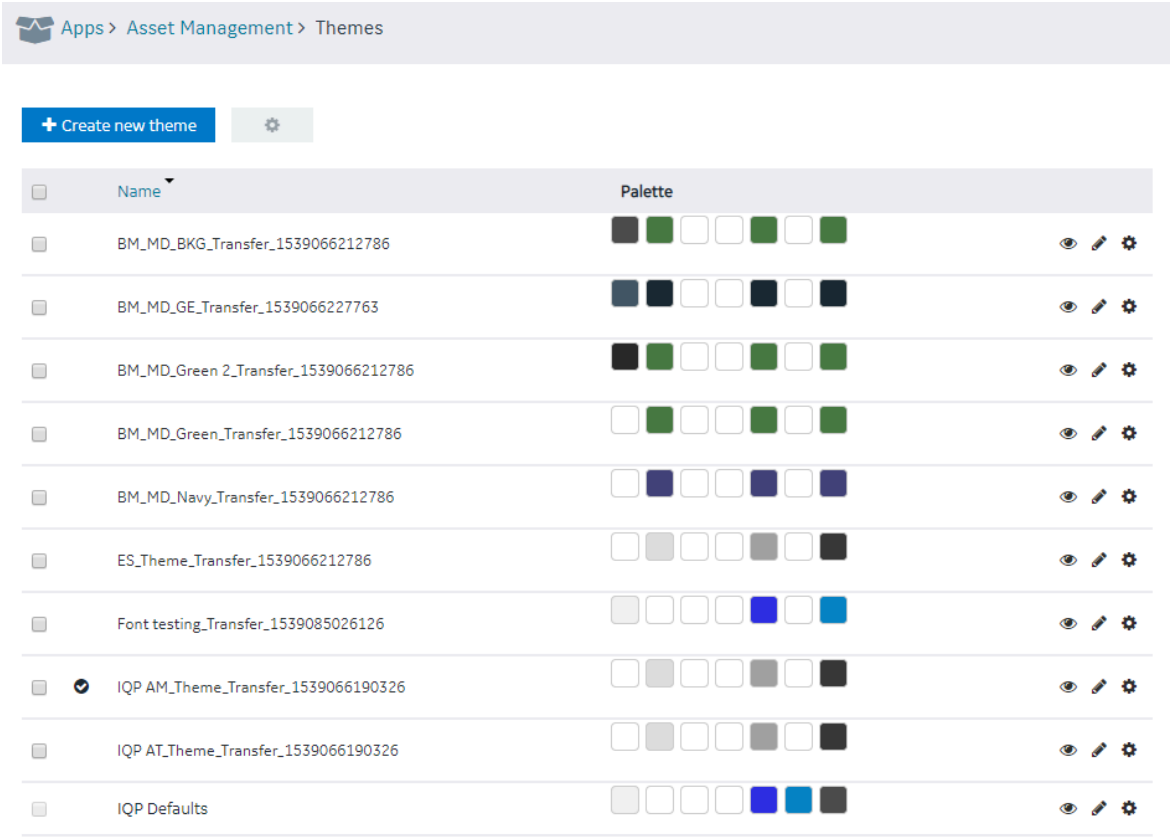 Apps > Asset Management > Themes
+ Create new theme
Name Palette
BM_MD_BKG_Transfer_1539066212786
BM_MD_GE_Transfer_1539066227763
BM_MD_Green 2_Transfer_1539066212786
BM_MD_Green_Transfer_1539066212786
BM_MD_Navy_Transfer_1539066212786
ES_Theme_Transfer_1539066212786
Font testing_Transfer_1539085026126
IQP AM_Theme_Transfer_1539066190326
IQP AT_Theme_Transfer_1539066190326
IQP Defaults